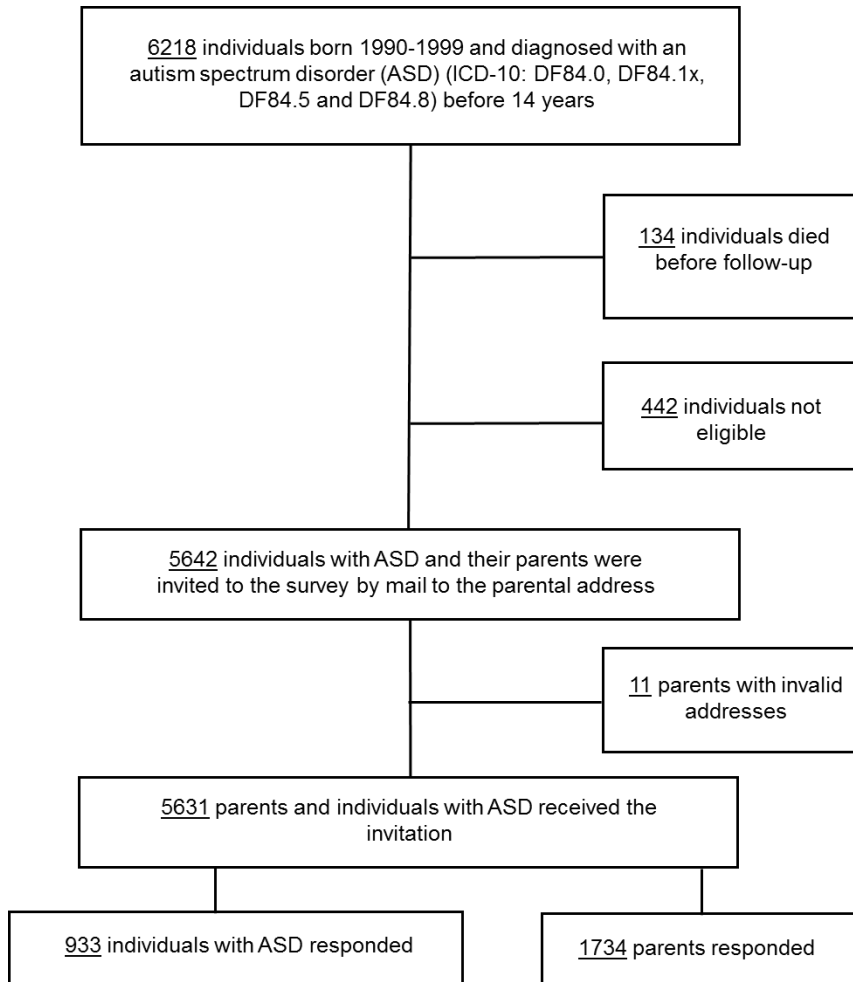 6218 individuals born 1990-1999 and diagnosed with an
autism spectrum disorder (ASD) (ICD-10: DF84.0, DF84.1x,
DF84.5 and DF84.8) before 14 years
134 individuals died
before follow-up
442 individuals not
eligible
5642 individuals with ASD and their parents were
invited to the survey by mail to the parental address
11 parents with invalid
addresses
5631 parents and individuals with ASD received the
invitation
933 individuals with ASD responded
1734 parents responded